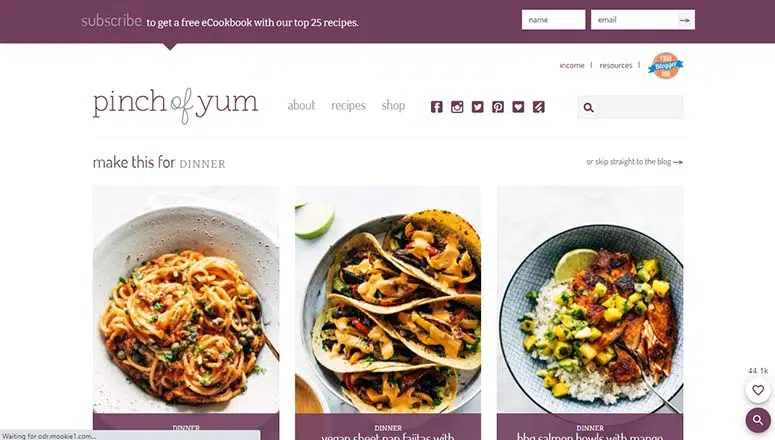 subscribe to get a free eCookbook with our top 25 recipes.
name
email
income | resources |
FOOD
Blogger
PRO
pinch of yum
about recipes shop
make this for DINNER
or skip straight to the blog
DINNER
vegan sheet pan fajitas with
DINNER
bbq salmon bowls with mango
DINNER
44.1k
Waiting for odr.mookie1.com...